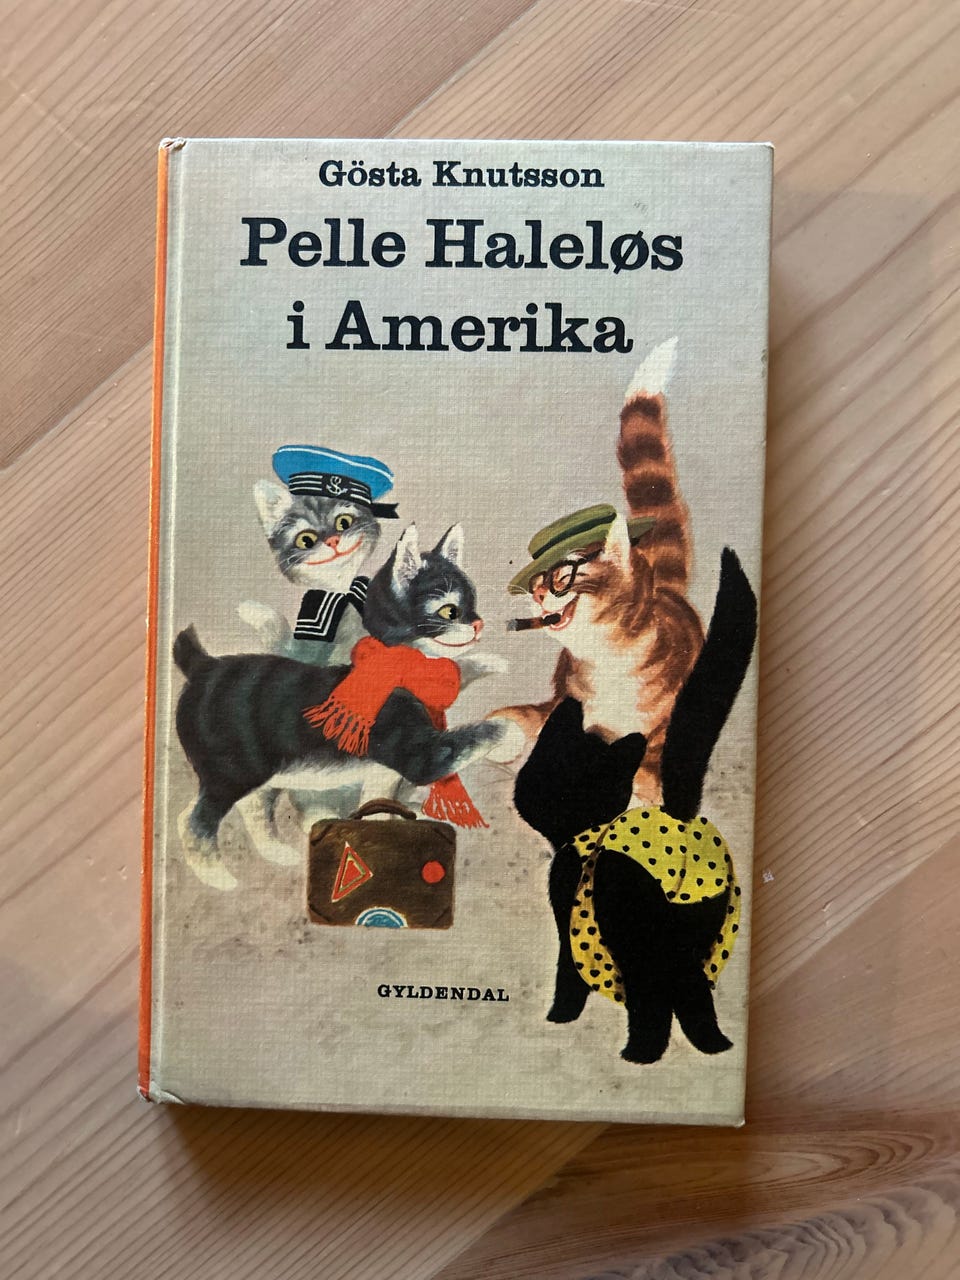 Gösta Knutsson
Pelle Haleløs
i Amerika
GYLDENDAL